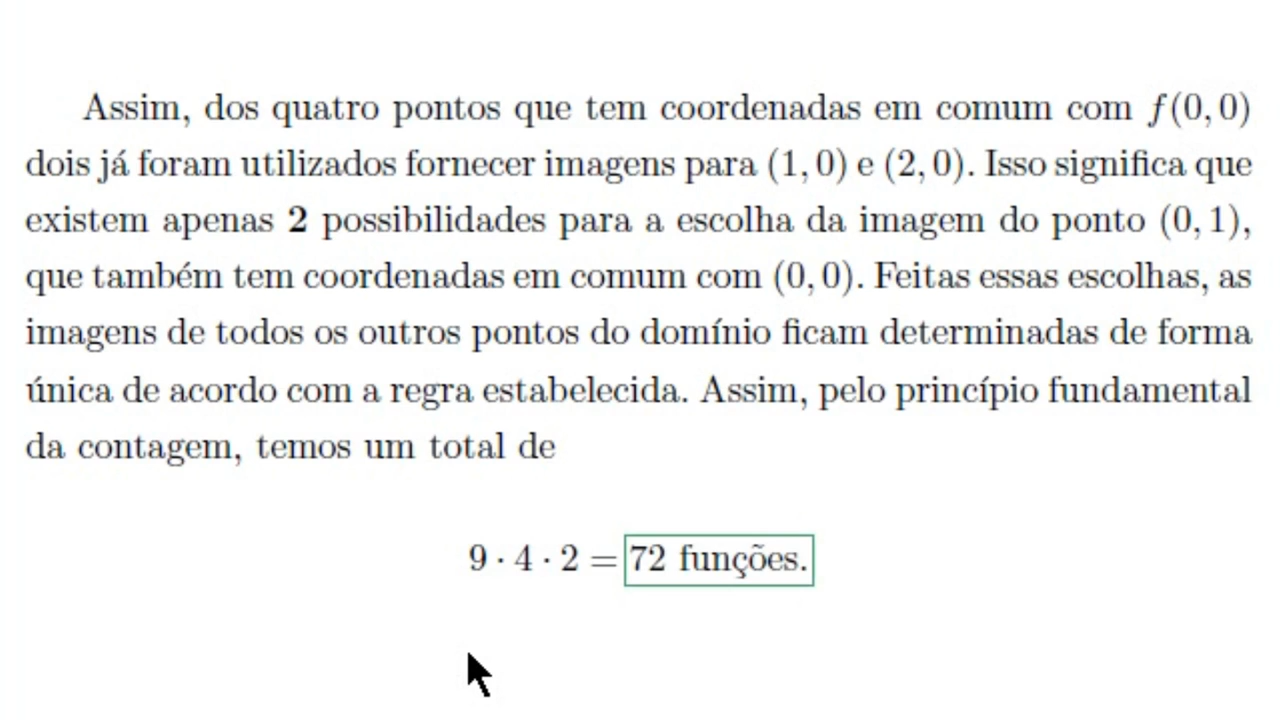 Assim, dos quatro pontos que tem coordenadas em comum com f(0, 0)
dois já foram utilizados fornecer imagens para (1, 0) e (2, 0). Isso significa que
existem apenas 2 possibilidades para a escolha da imagem do ponto (0, 1),
que também tem coordenadas em comum com (0, 0). Feitas essas escolhas, as
imagens de todos os outros pontos do domínio ficam determinadas de forma
única de acordo com a regra estabelecida. Assim, pelo princípio fundamental
da contagem, temos um total de
9 · 4 · 2 = 72 funções.